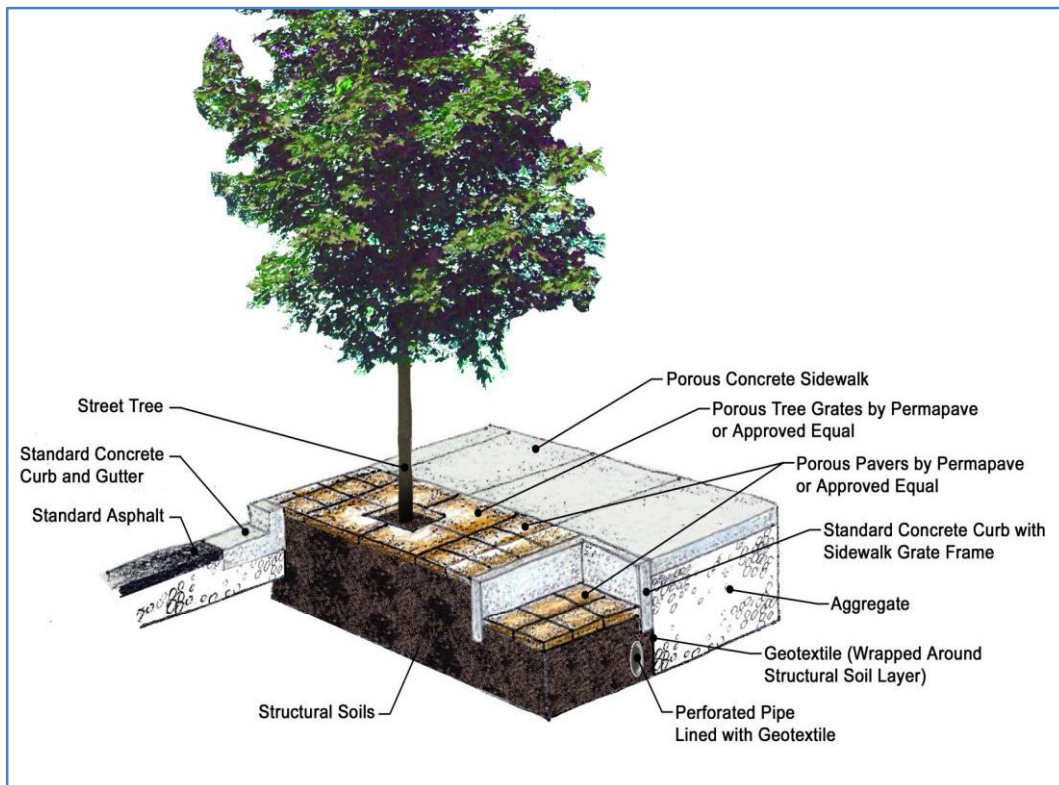 Street Tree
Standard Concrete
Curb and Gutter
Standard Asphalt
Structural Soils
Porous Concrete Sidewalk
Porous Tree Grates by Permapave
or Approved Equal
Porous Pavers by Permapave
or Approved Equal
Standard Concrete Curb with
Sidewalk Grate Frame
Aggregate
Geotextile (Wrapped Around
Structural Soil Layer)
Perforated Pipe
Lined with Geotextile